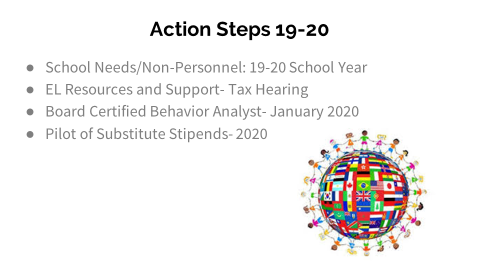 Action Steps 19-20
● School Needs/Non-Personnel: 19-20 School Year
● EL Resources and Support- Tax Hearing
● Board Certified Behavior Analyst- January 2020
● Pilot of Substitute Stipends- 2020